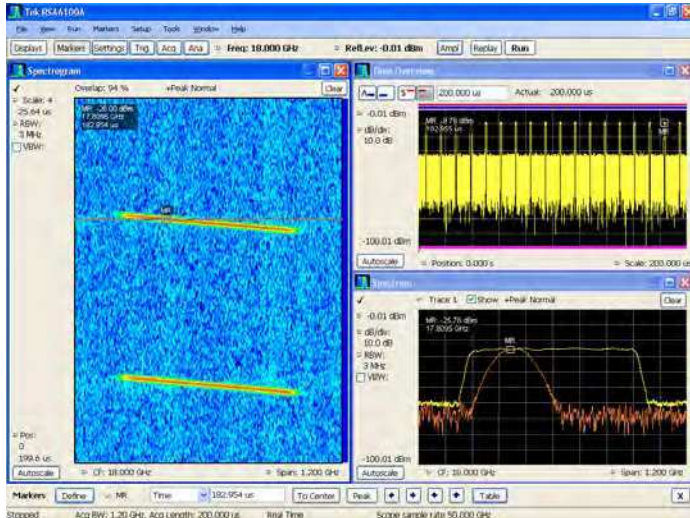 Tek RSA6100A
File View Run Markers Setup Tools Window Help
Displays Markers Settings Trig Acq Ana Freq: 18.000 GHz RefLev: -0.01 dBm Ampl Replay Run
Spectrogram
Overlap: 94 % +Peak Normal Clear
Scale: 4
25.64 us
RBW:
3 MHz
VBW:
MR: -26.00 dBm
17.8095 GHz
182.954 us
MR
Pos:
0
199.6 us
Autoscale CF: 18.000 GHz Span: 1.200 GHz
Time Overview
200.000 us Actual: 200.000 us
-0.01 dBm
dB/div:
10.0 dB
MR: -9.76 dBm
182.955 us
MR
-100.01 dBm
Autoscale Position: 0.000 s Scale: 200.000 us
Spectrum
Trace 1 Show +Peak Normal Clear
-0.01 dBm
dB/div:
10.0 dB
RBW:
3 MHz
VBW:
MR: -25.76 dBm
17.8095 GHz
MR
-100.01 dBm
Autoscale CF: 18.000 GHz Span: 1.200 GHz
Markers Define MR Time 182.954 us To Center Peak Table X
Stopped Acq BW: 1.20 GHz, Acq Length: 200.000 us Real Time Scope sample rate 50.000 GHz